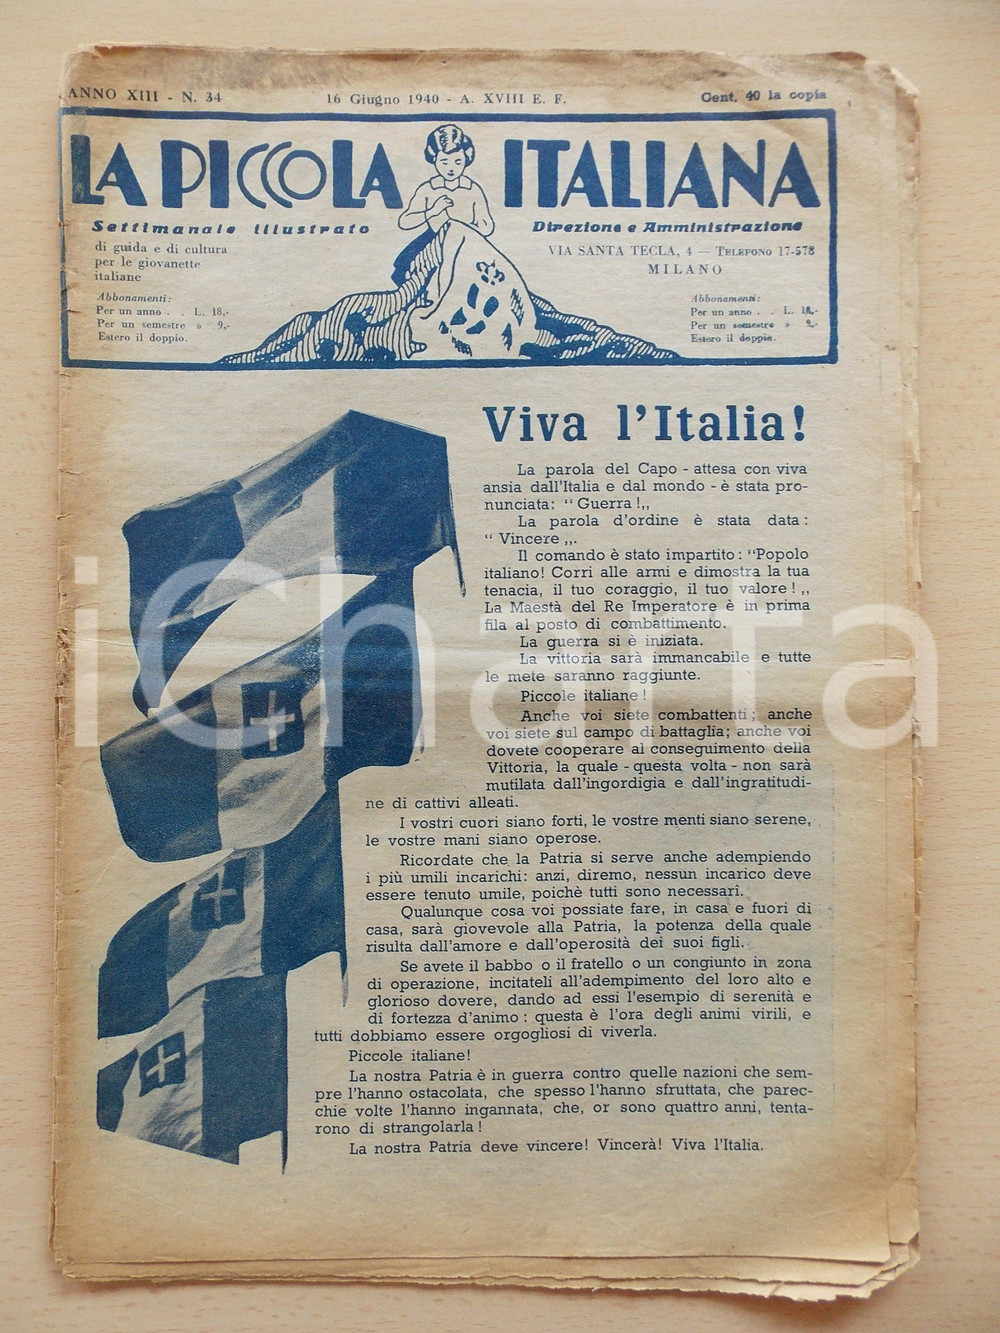 ANNO XIII - N. 34
16 Giugno 1940 - A. XVIII E. F.
Cent. 40 la copia
LA PICCOLA ITALIANA
Settimanale illustrato
di guida e di cultura
per le giovanette
italiane
Abbonamenti:
Per un anno . . L. 18,-
Per un semestre » 9,-
Estero il doppio.
Direzione e Amministrazione
VIA SANTA TECLA, 4 — TELEFONO 17-578
MILANO
Abbonamenti:
Per un anno . . L. 18,-
Per un semestre » 9,-
Estero il doppio.
Viva l'Italia!
La parola del Capo - attesa con viva
ansia dall'Italia e dal mondo - è stata pro-
nunciata: “ Guerra !„
La parola d'ordine è stata data:
“ Vincere „.
Il comando è stato impartito: “Popolo
italiano! Corri alle armi e dimostra la tua
tenacia, il tuo coraggio, il tuo valore ! „
La Maestà del Re Imperatore è in prima
fila al posto di combattimento.
La guerra si è iniziata.
La vittoria sarà immancabile e tutte
le mete saranno raggiunte.
Piccole italiane !
Anche voi siete combattenti ; anche
voi siete sul campo di battaglia; anche voi
dovete cooperare al conseguimento della
Vittoria, la quale - questa volta - non sarà
mutilata dall'ingordigia e dall'ingratitudi-
ne di cattivi alleati.
I vostri cuori siano forti, le vostre menti siano serene,
le vostre mani siano operose.
Ricordate che la Patria si serve anche adempiendo
i più umili incarichi: anzi, diremo, nessun incarico deve
essere tenuto umile, poichè tutti sono necessarî.
Qualunque cosa voi possiate fare, in casa e fuori di
casa, sarà giovevole alla Patria, la potenza della quale
risulta dall'amore e dall'operosità dei suoi figli.
Se avete il babbo o il fratello o un congiunto in zona
di operazione, incitateli all'adempimento del loro alto e
glorioso dovere, dando ad essi l'esempio di serenità e
di fortezza d'animo : questa è l'ora degli animi virili, e
tutti dobbiamo essere orgogliosi di viverla.
Piccole italiane!
La nostra Patria è in guerra contro quelle nazioni che sem-
pre l'hanno ostacolata, che spesso l'hanno sfruttata, che parec-
chie volte l'hanno ingannata, che, or sono quattro anni, tenta-
rono di strangolarla !
La nostra Patria deve vincere! Vincerà! Viva l'Italia.
iCharta